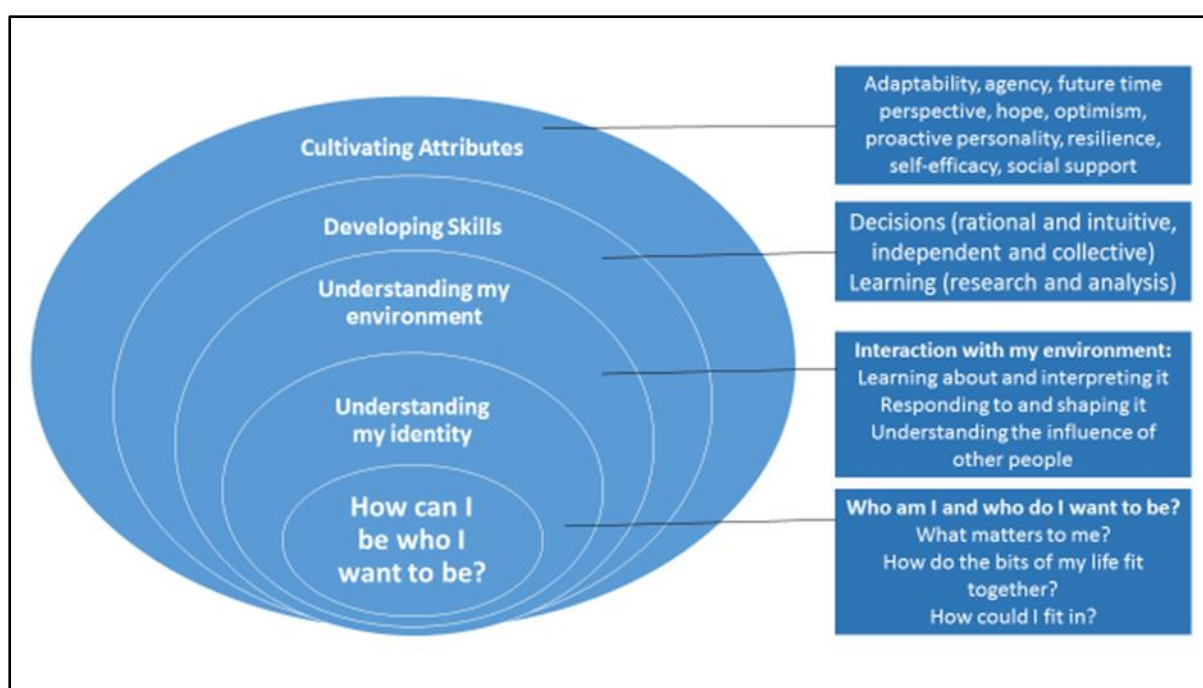 Cultivating Attributes
Developing Skills
Understanding my
environment
Understanding
my identity
How can I
be who I
want to be?
Adaptability, agency, future time
perspective, hope, optimism,
proactive personality, resilience,
self-efficacy, social support
Decisions (rational and intuitive,
independent and collective)
Learning (research and analysis)
Interaction with my environment:
Learning about and interpreting it
Responding to and shaping it
Understanding the influence of
other people
Who am I and who do I want to be?
What matters to me?
How do the bits of my life fit
together?
How could I fit in?